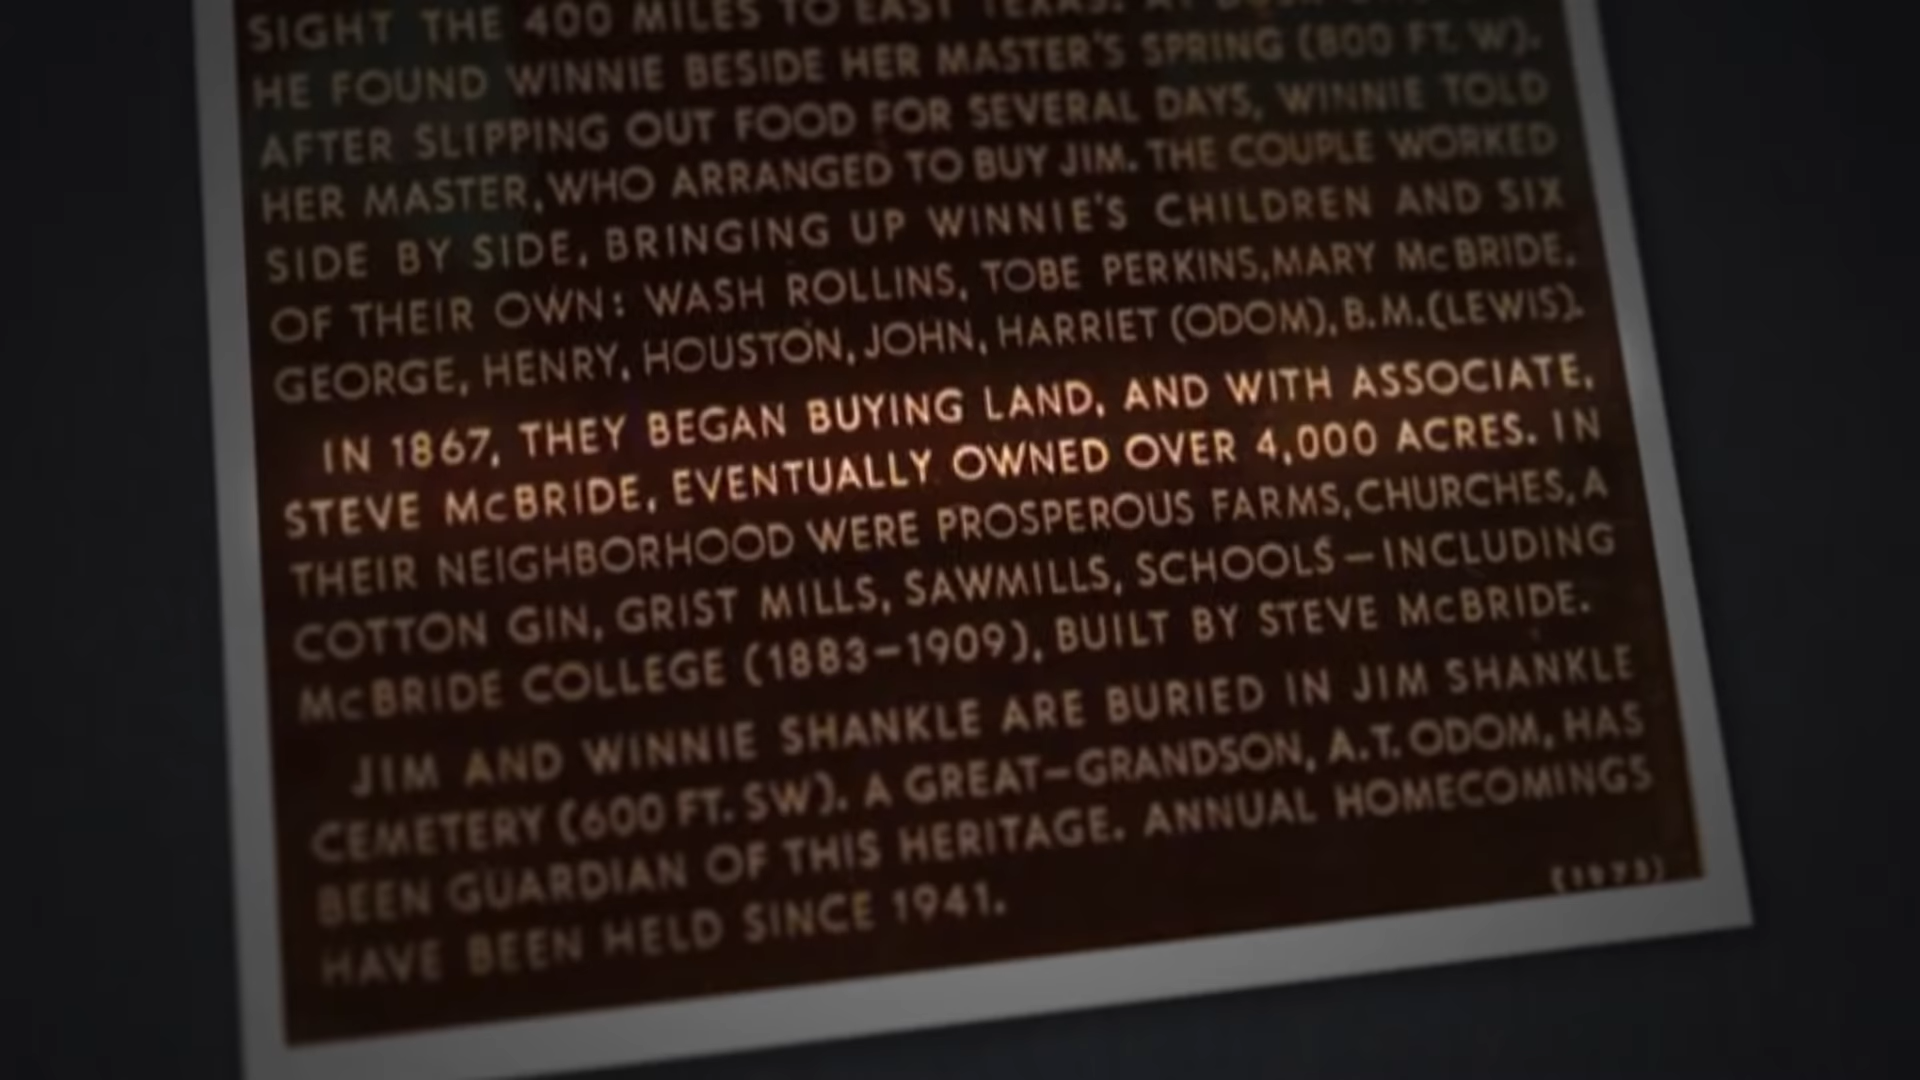 SIGHT THE 400 MILES TO EAST TEXAS. AT
HE FOUND WINNIE BESIDE HER MASTER'S SPRING (800 FT. W).
AFTER SLIPPING OUT FOOD FOR SEVERAL DAYS, WINNIE TOLD
HER MASTER, WHO ARRANGED TO BUY JIM. THE COUPLE WORKED
SIDE BY SIDE, BRINGING UP WINNIE'S CHILDREN AND SIX
OF THEIR OWN: WASH ROLLINS, TOBE PERKINS, MARY McBRIDE,
GEORGE, HENRY, HOUSTON, JOHN, HARRIET (ODOM), B.M. (LEWIS).
IN 1867, THEY BEGAN BUYING LAND, AND WITH ASSOCIATE,
STEVE McBRIDE, EVENTUALLY OWNED OVER 4,000 ACRES. IN
THEIR NEIGHBORHOOD WERE PROSPEROUS FARMS, CHURCHES, A
COTTON GIN, GRIST MILLS, SAWMILLS, SCHOOLS—INCLUDING
McBRIDE COLLEGE (1883-1909), BUILT BY STEVE McBRIDE.
JIM AND WINNIE SHANKLE ARE BURIED IN JIM SHANKLE
CEMETERY (600 FT. SW). A GREAT-GRANDSON, A.T. ODOM, HAS
BEEN GUARDIAN OF THIS HERITAGE. ANNUAL HOMECOMINGS
HAVE BEEN HELD SINCE 1941.
(1973)